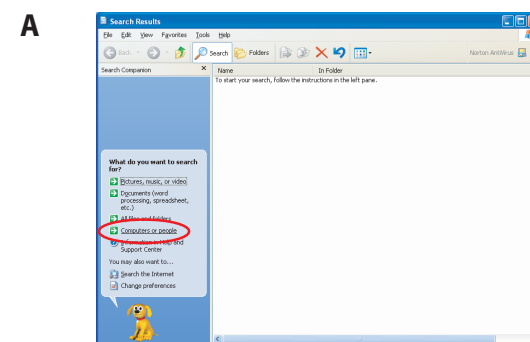 A
Search Results
File Edit View Favorites Tools Help
Back Search Folders Norton AntiVirus
Search Companion
Name In Folder
To start your search, follow the instructions in the left pane.
What do you want to search
for?
Pictures, music, or video
Documents (word
processing, spreadsheet,
etc.)
All files and folders
Computers or people
Information in Help and
Support Center
You may also want to...
Search the Internet
Change preferences